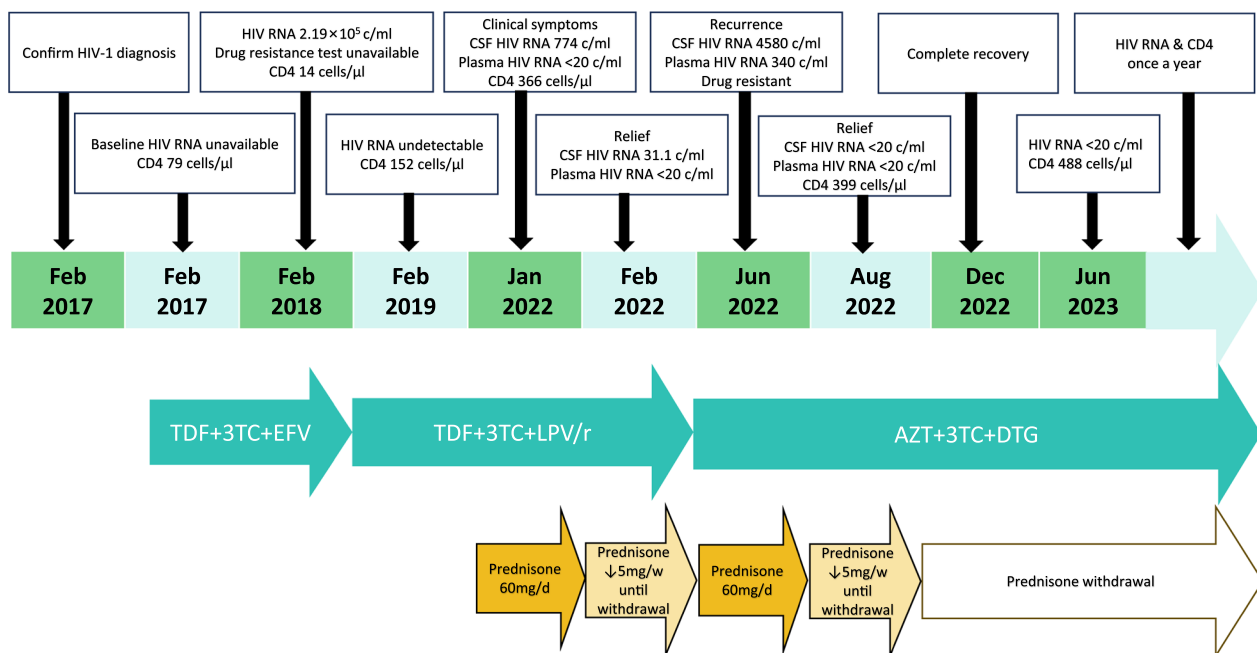 Confirm HIV-1 diagnosis
HIV RNA 2.19×10⁵ c/ml
Drug resistance test unavailable
CD4 14 cells/µl
Clinical symptoms
CSF HIV RNA 774 c/ml
Plasma HIV RNA <20 c/ml
CD4 366 cells/µl
Recurrence
CSF HIV RNA 4580 c/ml
Plasma HIV RNA 340 c/ml
Drug resistant
Complete recovery
HIV RNA & CD4
once a year
Baseline HIV RNA unavailable
CD4 79 cells/µl
HIV RNA undetectable
CD4 152 cells/µl
Relief
CSF HIV RNA 31.1 c/ml
Plasma HIV RNA <20 c/ml
Relief
CSF HIV RNA <20 c/ml
Plasma HIV RNA <20 c/ml
CD4 399 cells/µl
HIV RNA <20 c/ml
CD4 488 cells/µl
Feb
2017
Feb
2017
Feb
2018
Feb
2019
Jan
2022
Feb
2022
Jun
2022
Aug
2022
Dec
2022
Jun
2023
TDF+3TC+EFV
TDF+3TC+LPV/r
AZT+3TC+DTG
Prednisone
60mg/d
Prednisone
↓5mg/w
until
withdrawal
Prednisone
60mg/d
Prednisone
↓5mg/w
until
withdrawal
Prednisone withdrawal